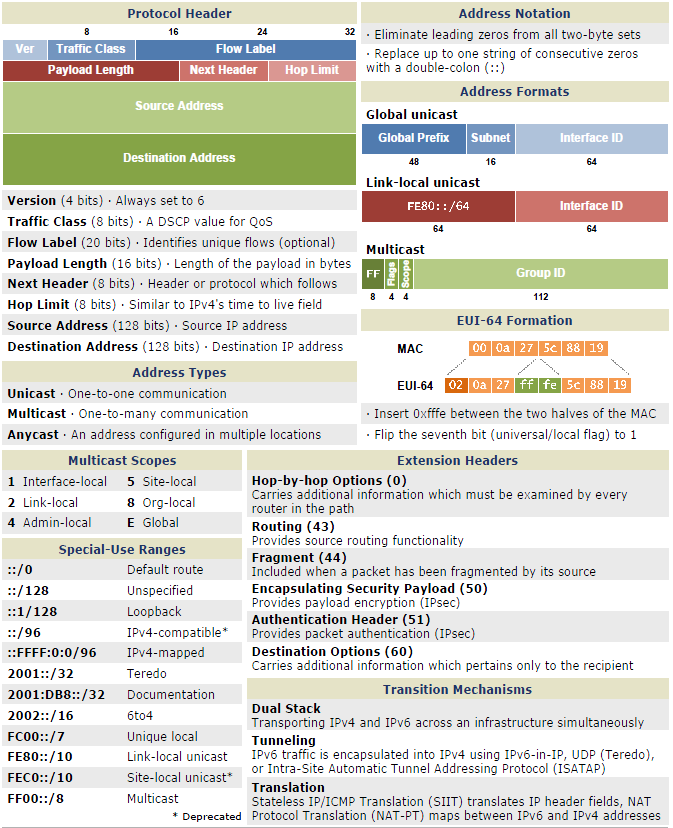 Protocol Header
8 16 24 32
Ver Traffic Class Flow Label
Payload Length Next Header Hop Limit
Source Address
Destination Address
Version (4 bits) · Always set to 6
Traffic Class (8 bits) · A DSCP value for QoS
Flow Label (20 bits) · Identifies unique flows (optional)
Payload Length (16 bits) · Length of the payload in bytes
Next Header (8 bits) · Header or protocol which follows
Hop Limit (8 bits) · Similar to IPv4's time to live field
Source Address (128 bits) · Source IP address
Destination Address (128 bits) · Destination IP address
Address Types
Unicast · One-to-one communication
Multicast · One-to-many communication
Anycast · An address configured in multiple locations
Address Notation
· Eliminate leading zeros from all two-byte sets
· Replace up to one string of consecutive zeros
with a double-colon (::)
Address Formats
Global unicast
Global Prefix Subnet Interface ID
48 16 64
Link-local unicast
FE80::/64 Interface ID
64 64
Multicast
FF Flags Scope Group ID
8 4 4 112
EUI-64 Formation
MAC 00 0a 27 5c 88 19
EUI-64 02 0a 27 ff fe 5c 88 19
· Insert 0xfffe between the two halves of the MAC
· Flip the seventh bit (universal/local flag) to 1
Multicast Scopes
1 Interface-local 5 Site-local
2 Link-local 8 Org-local
4 Admin-local E Global
Special-Use Ranges
::/0 Default route
::/128 Unspecified
::1/128 Loopback
::/96 IPv4-compatible*
::FFFF:0:0/96 IPv4-mapped
2001::/32 Teredo
2001:DB8::/32 Documentation
2002::/16 6to4
FC00::/7 Unique local
FE80::/10 Link-local unicast
FEC0::/10 Site-local unicast*
FF00::/8 Multicast
* Deprecated
Extension Headers
Hop-by-hop Options (0)
Carries additional information which must be examined by every
router in the path
Routing (43)
Provides source routing functionality
Fragment (44)
Included when a packet has been fragmented by its source
Encapsulating Security Payload (50)
Provides payload encryption (IPsec)
Authentication Header (51)
Provides packet authentication (IPsec)
Destination Options (60)
Carries additional information which pertains only to the recipient
Transition Mechanisms
Dual Stack
Transporting IPv4 and IPv6 across an infrastructure simultaneously
Tunneling
IPv6 traffic is encapsulated into IPv4 using IPv6-in-IP, UDP (Teredo),
or Intra-Site Automatic Tunnel Addressing Protocol (ISATAP)
Translation
Stateless IP/ICMP Translation (SIIT) translates IP header fields, NAT
Protocol Translation (NAT-PT) maps between IPv6 and IPv4 addresses